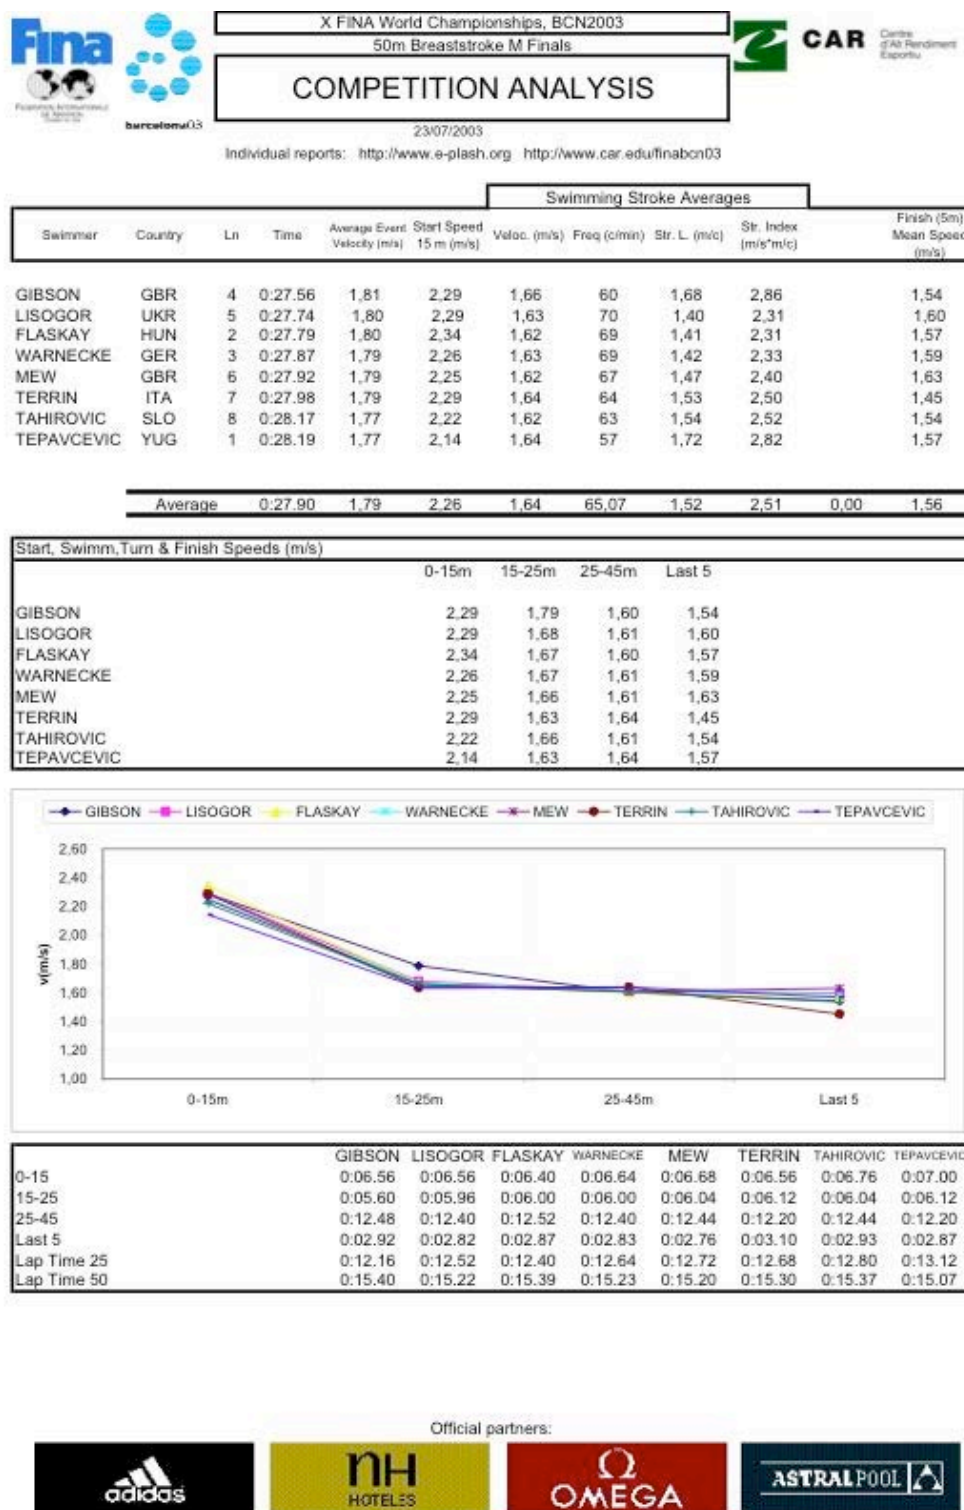 X FINA World Championships, BCN2003
50m Breaststroke M Finals
COMPETITION ANALYSIS
23/07/2003
Individual reports: http://www.e-plash.org http://www.car.edu/finabcn03
Fina
barcelona03
CAR Centre d'Alt Rendiment Esportiu
Swimming Stroke Averages
Swimmer Country Ln Time Average Event Velocity (m/s) Start Speed 15 m (m/s) Veloc. (m/s) Freq (c/min) Str. L. (m/c) Str. Index (m/s*m/c) Finish (5m) Mean Speed (m/s)
GIBSON GBR 4 0:27.56 1,81 2,29 1,66 60 1,68 2,86 1,54
LISOGOR UKR 5 0:27.74 1,80 2,29 1,63 70 1,40 2,31 1,60
FLASKAY HUN 2 0:27.79 1,80 2,34 1,62 69 1,41 2,31 1,57
WARNECKE GER 3 0:27.87 1,79 2,26 1,63 69 1,42 2,33 1,59
MEW GBR 6 0:27.92 1,79 2,25 1,62 67 1,47 2,40 1,63
TERRIN ITA 7 0:27.98 1,79 2,29 1,64 64 1,53 2,50 1,45
TAHIROVIC SLO 8 0:28.17 1,77 2,22 1,62 63 1,54 2,52 1,54
TEPAVCEVIC YUG 1 0:28.19 1,77 2,14 1,64 57 1,72 2,82 1,57
Average 0:27.90 1,79 2,26 1,64 65,07 1,52 2,51 0,00 1,56
Start, Swimm,Turn & Finish Speeds (m/s)
0-15m 15-25m 25-45m Last 5
GIBSON 2,29 1,79 1,60 1,54
LISOGOR 2,29 1,68 1,61 1,60
FLASKAY 2,34 1,67 1,60 1,57
WARNECKE 2,26 1,67 1,61 1,59
MEW 2,25 1,66 1,61 1,63
TERRIN 2,29 1,63 1,64 1,45
TAHIROVIC 2,22 1,66 1,61 1,54
TEPAVCEVIC 2,14 1,63 1,64 1,57
GIBSON LISOGOR FLASKAY WARNECKE MEW TERRIN TAHIROVIC TEPAVCEVIC
2,60
2,40
2,20
2,00
1,80
1,60
1,40
1,20
1,00
v(m/s)
0-15m 15-25m 25-45m Last 5
GIBSON LISOGOR FLASKAY WARNECKE MEW TERRIN TAHIROVIC TEPAVCEVIC
0-15 0:06.56 0:06.56 0:06.40 0:06.64 0:06.68 0:06.56 0:06.76 0:07.00
15-25 0:05.60 0:05.96 0:06.00 0:06.00 0:06.04 0:06.12 0:06.04 0:06.12
25-45 0:12.48 0:12.40 0:12.52 0:12.40 0:12.44 0:12.20 0:12.44 0:12.20
Last 5 0:02.92 0:02.82 0:02.87 0:02.83 0:02.76 0:03.10 0:02.93 0:02.87
Lap Time 25 0:12.16 0:12.52 0:12.40 0:12.64 0:12.72 0:12.68 0:12.80 0:13.12
Lap Time 50 0:15.40 0:15.22 0:15.39 0:15.23 0:15.20 0:15.30 0:15.37 0:15.07
Official partners:
adidas
nH HOTELES
Ω OMEGA
ASTRALPOOL